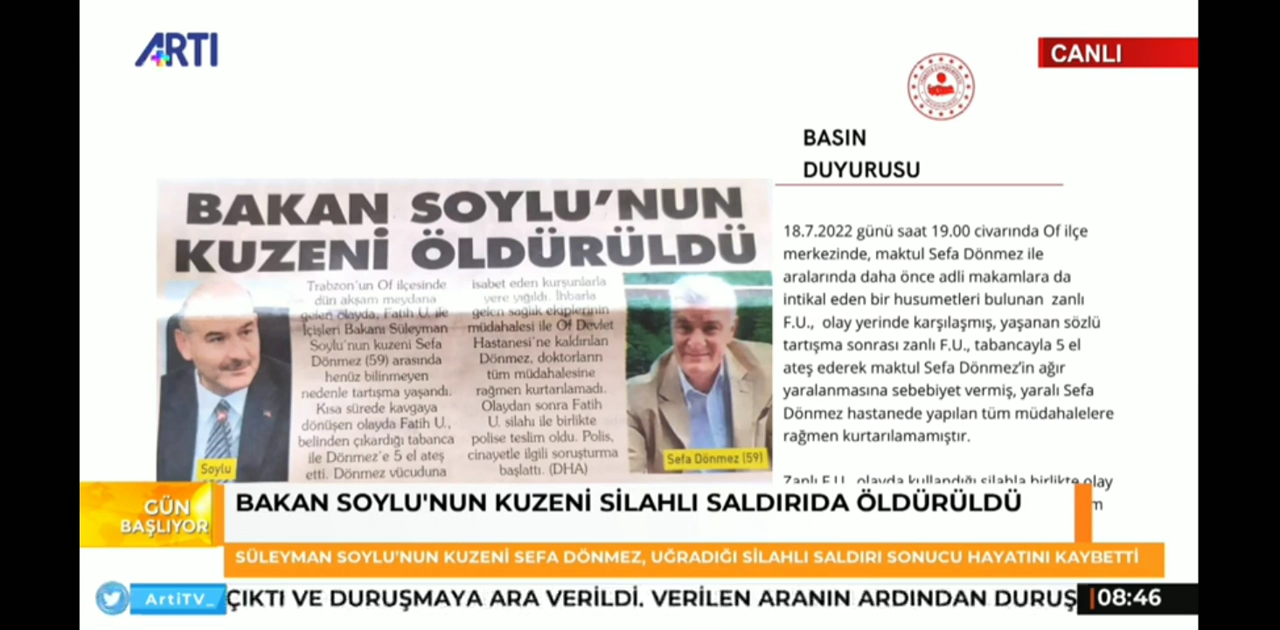 ARTI
CANLI
BASIN
DUYURUSU
BAKAN SOYLU'NUN
KUZENİ ÖLDÜRÜLDÜ
Trabzon'un Of ilçesinde
dün akşam meydana
gelen olayda, Fatih U. ile
İçişleri Bakanı Süleyman
Soylu'nun kuzeni Sefa
Dönmez (59) arasında
henüz bilinmeyen
nedenle tartışma yaşandı.
Kısa sürede kavgaya
dönüşen olayda Fatih U.,
belinden çıkardığı tabanca
ile Dönmez'e 5 el ateş
etti. Dönmez vücuduna
isabet eden kurşunlarla
yere yığıldı. İhbarla
gelen sağlık ekiplerinin
müdahalesi ile Of Devlet
Hastanesi'ne kaldırılan
Dönmez, doktorların
tüm müdahalesine
rağmen kurtarılamadı.
Olaydan sonra Fatih
U. silahı ile birlikte
polise teslim oldu. Polis,
cinayetle ilgili soruşturma
başlattı. (DHA)
Soylu
Sefa Dönmez (59)
18.7.2022 günü saat 19.00 civarında Of ilçe
merkezinde, maktul Sefa Dönmez ile
aralarında daha önce adli makamlara da
intikal eden bir husumetleri bulunan zanlı
F.U., olay yerinde karşılaşmış, yaşanan sözlü
tartışma sonrası zanlı F.U., tabancayla 5 el
ateş ederek maktul Sefa Dönmez'in ağır
yaralanmasına sebebiyet vermiş, yaralı Sefa
Dönmez hastanede yapılan tüm müdahalelere
rağmen kurtarılamamıştır.
Zanlı F.U., olayda kullandığı silahla birlikte olay
GÜN
BAŞLIYOR
BAKAN SOYLU'NUN KUZENİ SİLAHLI SALDIRIDA ÖLDÜRÜLDÜ
SÜLEYMAN SOYLU'NUN KUZENİ SEFA DÖNMEZ, UĞRADIĞI SİLAHLI SALDIRI SONUCU HAYATINI KAYBETTİ
ArtiTV_ ÇIKTI VE DURUŞMAYA ARA VERİLDİ. VERİLEN ARANIN ARDINDAN DURUŞ 08:46